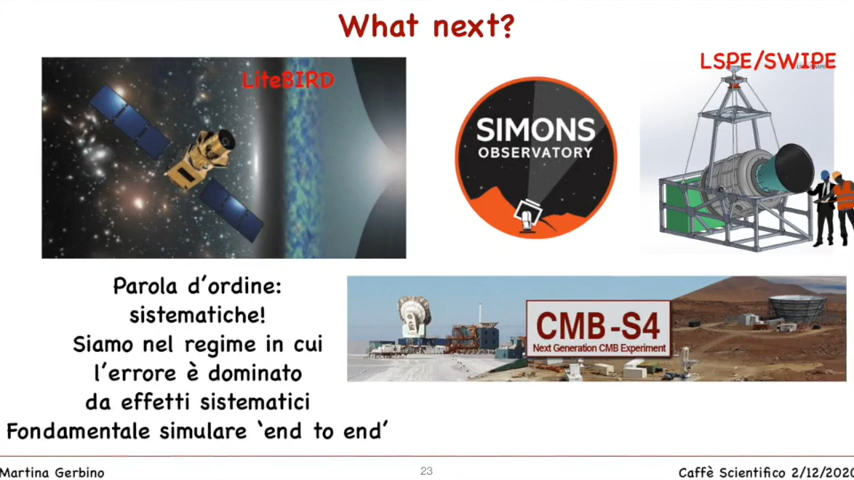 What next?
LiteBIRD
SIMONS
OBSERVATORY
LSPE/SWIPE
Parola d'ordine:
sistematiche!
Siamo nel regime in cui
l'errore è dominato
da effetti sistematici
Fondamentale simulare 'end to end'
CMB-S4
Next Generation CMB Experiment
Martina Gerbino
23
Caffè Scientifico 2/12/2020